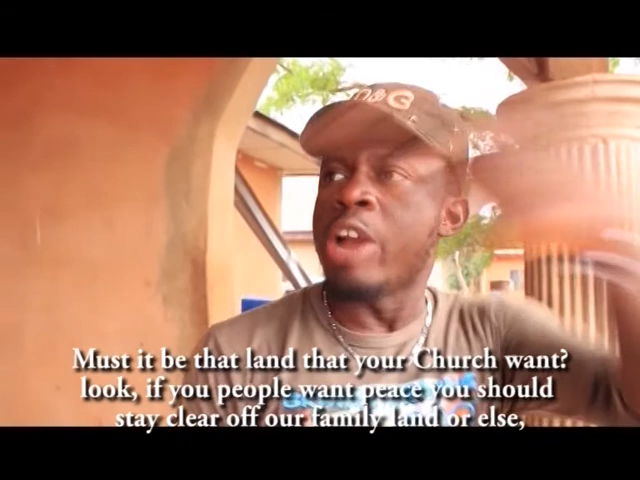 Must it be that land that your Church want?
look, if you people want peace you should
stay clear off our family land or else,